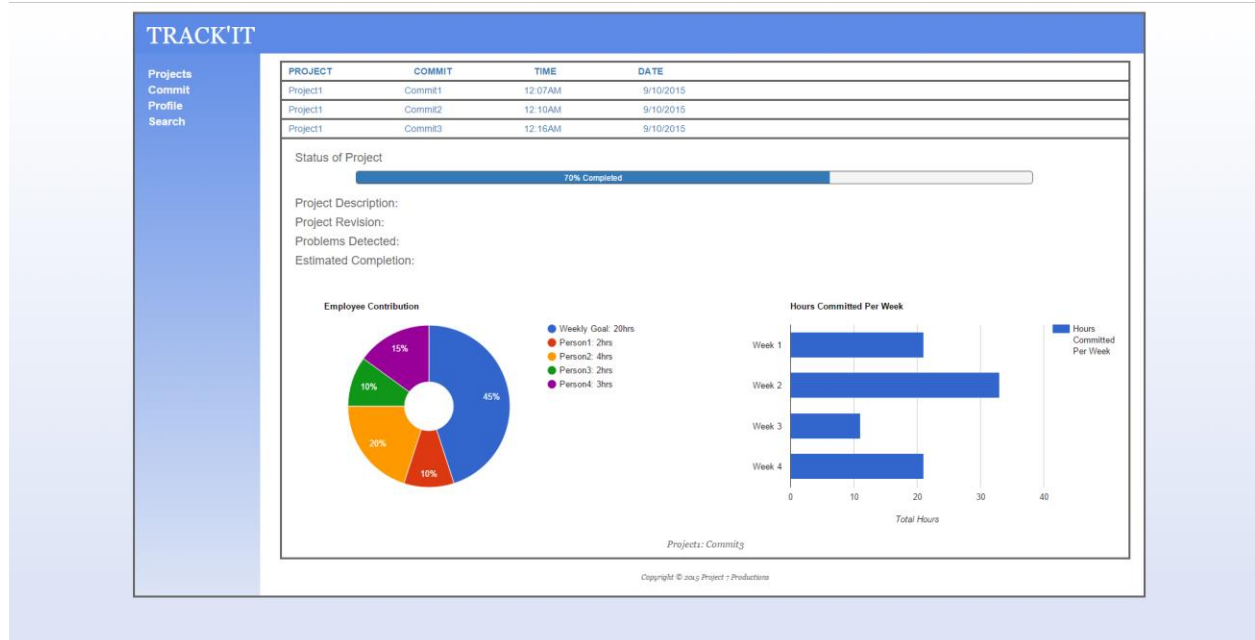 TRACK'IT
Projects
Commit
Profile
Search
PROJECT COMMIT TIME DATE
Project1 Commit1 12:07AM 9/10/2015
Project1 Commit2 12:10AM 9/10/2015
Project1 Commit3 12:16AM 9/10/2015
Status of Project
70% Completed
Project Description:
Project Revision:
Problems Detected:
Estimated Completion:
Employee Contribution
15%
10%
45%
20%
10%
Weekly Goal: 20hrs
Person1: 2hrs
Person2: 4hrs
Person3: 2hrs
Person4: 3hrs
Hours Committed Per Week
Week 1
Week 2
Week 3
Week 4
0 10 20 30 40
Total Hours
Hours
Committed
Per Week
Project1: Commit3
Copyright © 2015 Project 7 Productions